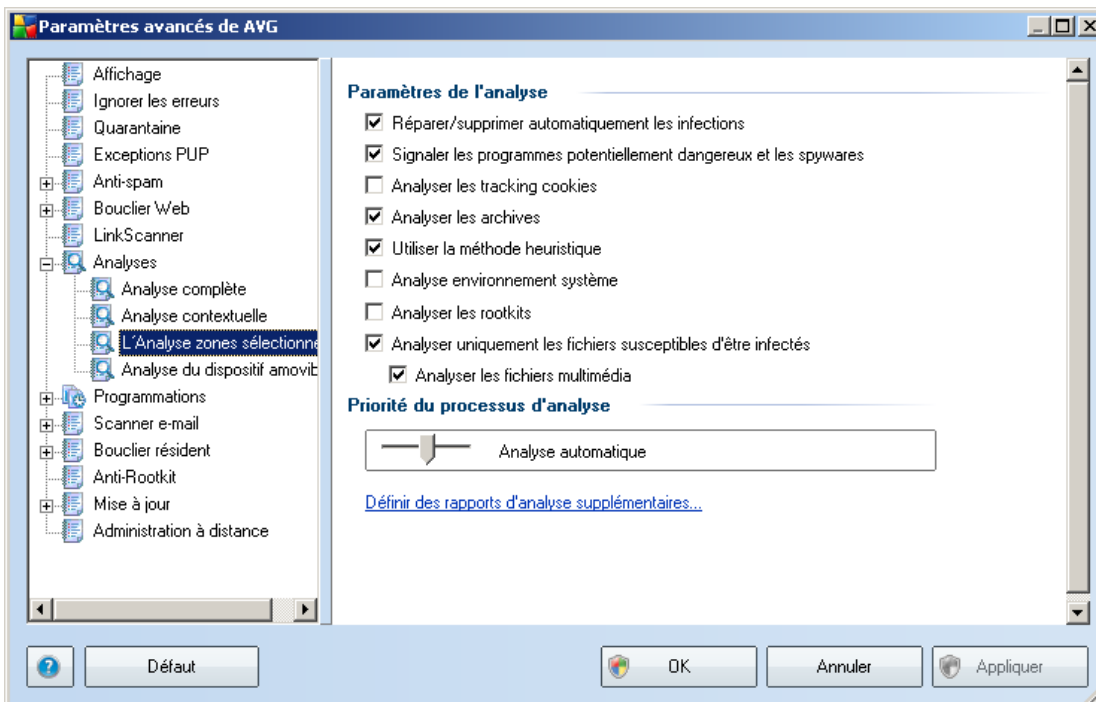 Paramètres avancés de AVG
Affichage
Ignorer les erreurs
Quarantaine
Exceptions PUP
Anti-spam
Bouclier Web
LinkScanner
Analyses
Analyse complète
Analyse contextuelle
L´Analyse zones sélectionne
Analyse du dispositif amovib
Programmations
Scanner e-mail
Bouclier résident
Anti-Rootkit
Mise à jour
Administration à distance
Paramètres de l'analyse
Réparer/supprimer automatiquement les infections
Signaler les programmes potentiellement dangereux et les spywares
Analyser les tracking cookies
Analyser les archives
Utiliser la méthode heuristique
Analyse environnement système
Analyser les rootkits
Analyser uniquement les fichiers susceptibles d'être infectés
Analyser les fichiers multimédia
Priorité du processus d'analyse
Analyse automatique
Définir des rapports d'analyse supplémentaires...
Défaut
OK
Annuler
Appliquer